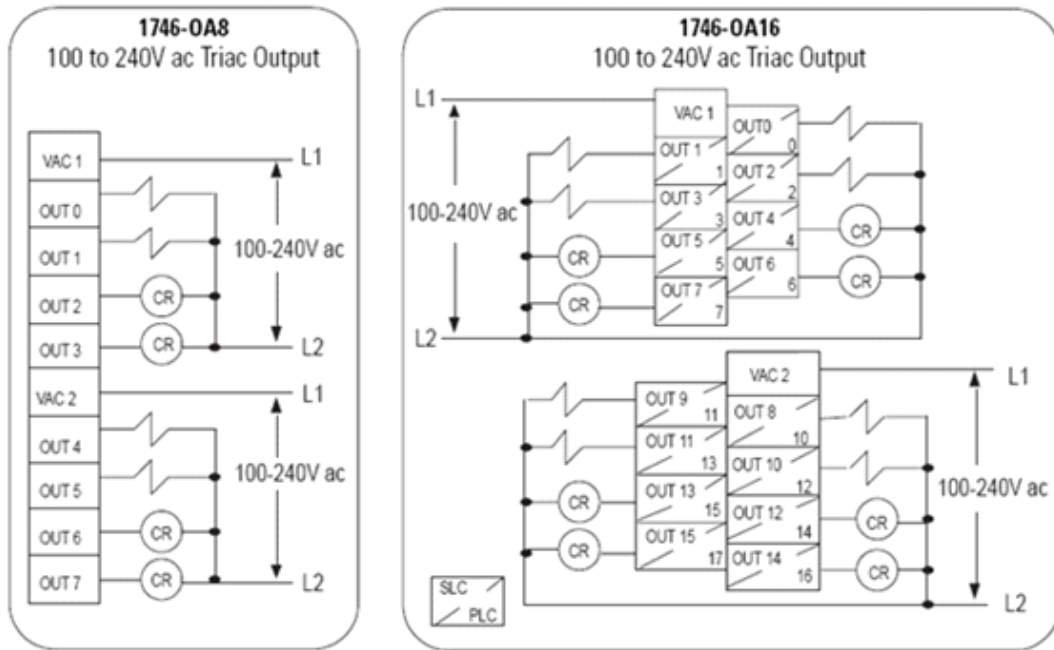 1746-OA8
100 to 240V ac Triac Output
VAC 1
L1
OUT 0
OUT 1
100-240V ac
OUT 2
CR
OUT 3
CR
L2
VAC 2
L1
OUT 4
OUT 5
100-240V ac
OUT 6
CR
OUT 7
CR
L2
1746-OA16
100 to 240V ac Triac Output
L1
VAC 1
OUT0
0
OUT 1
1
OUT 2
2
100-240V ac
OUT 3
3
OUT 4
4
CR
CR
OUT 5
5
OUT 6
6
CR
CR
OUT 7
7
L2
VAC 2
L1
OUT 9
11
OUT 8
10
OUT 11
13
OUT 10
12
100-240V ac
CR
OUT 13
15
OUT 12
14
CR
CR
OUT 15
17
OUT 14
16
CR
SLC
PLC
L2